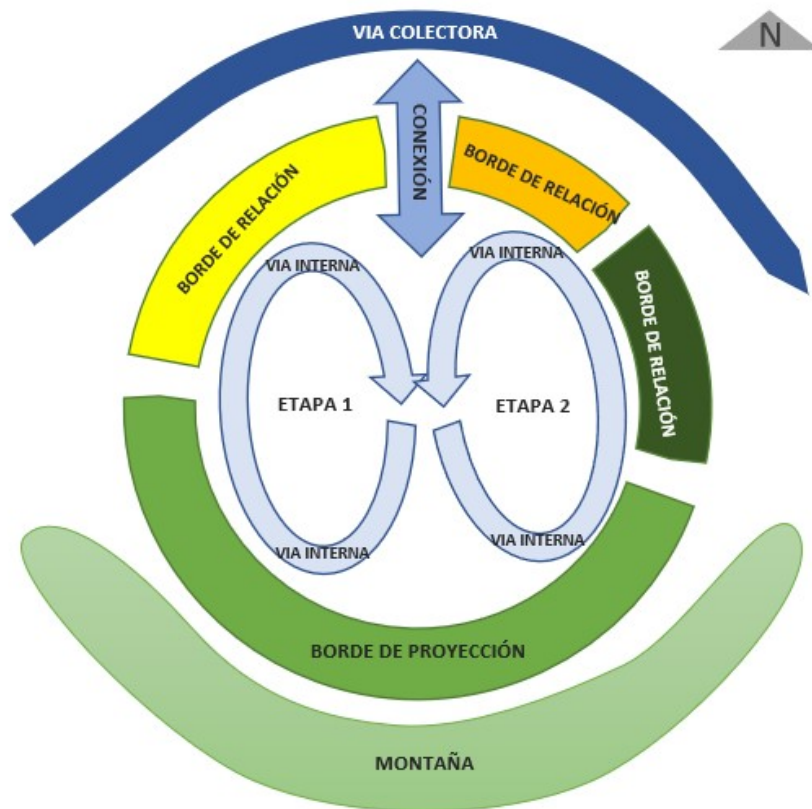 VIA COLECTORA
N
CONEXIÓN
BORDE DE RELACIÓN
BORDE DE RELACIÓN
BORDE DE RELACIÓN
VIA INTERNA
VIA INTERNA
ETAPA 1
ETAPA 2
VIA INTERNA
VIA INTERNA
BORDE DE PROYECCIÓN
MONTAÑA